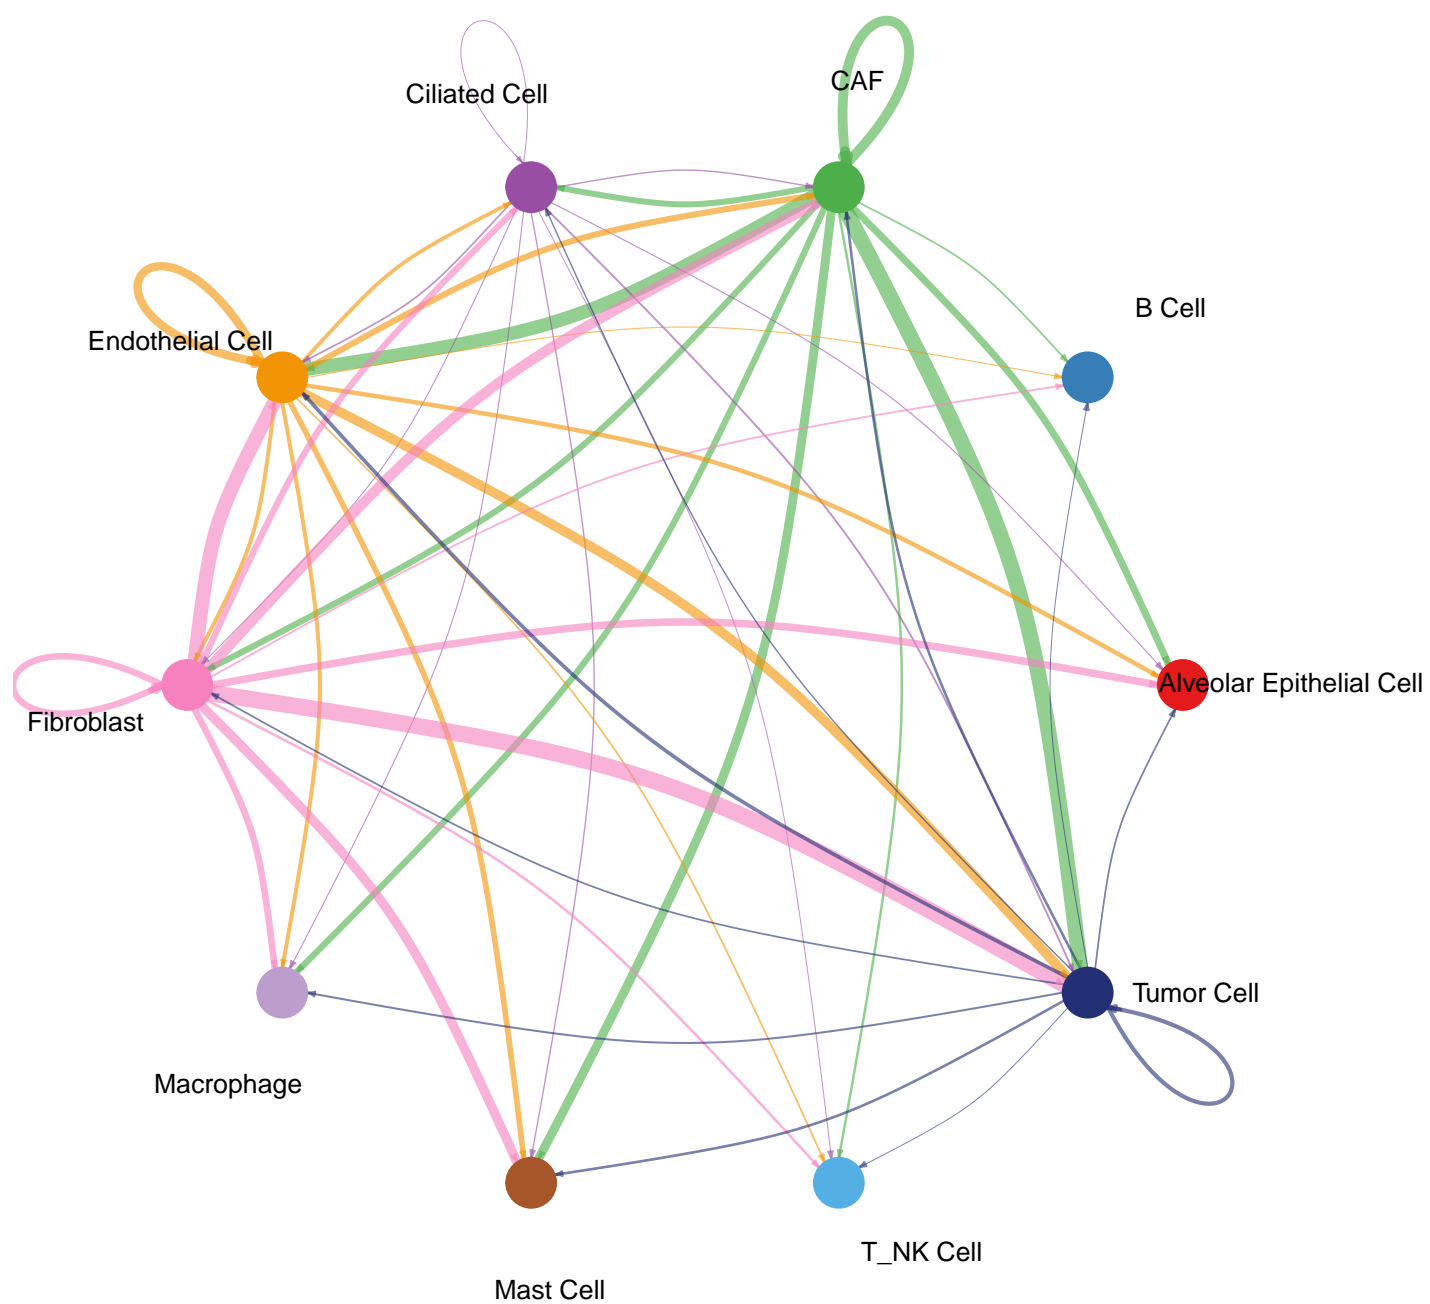 CAF
Ciliated Cell
B Cell
Endothelial Cell
Alveolar Epithelial Cell
Fibroblast
Tumor Cell
Macrophage
T_NK Cell
Mast Cell